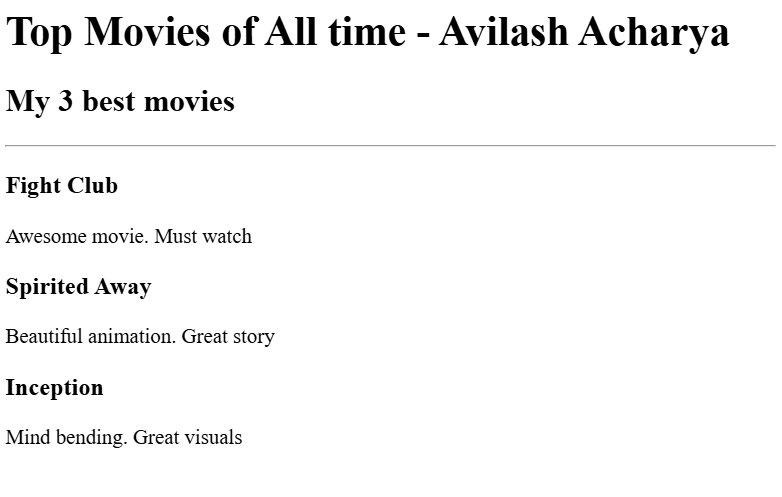 Top Movies of All time - Avilash Acharya
My 3 best movies
Fight Club
Awesome movie. Must watch
Spirited Away
Beautiful animation. Great story
Inception
Mind bending. Great visuals